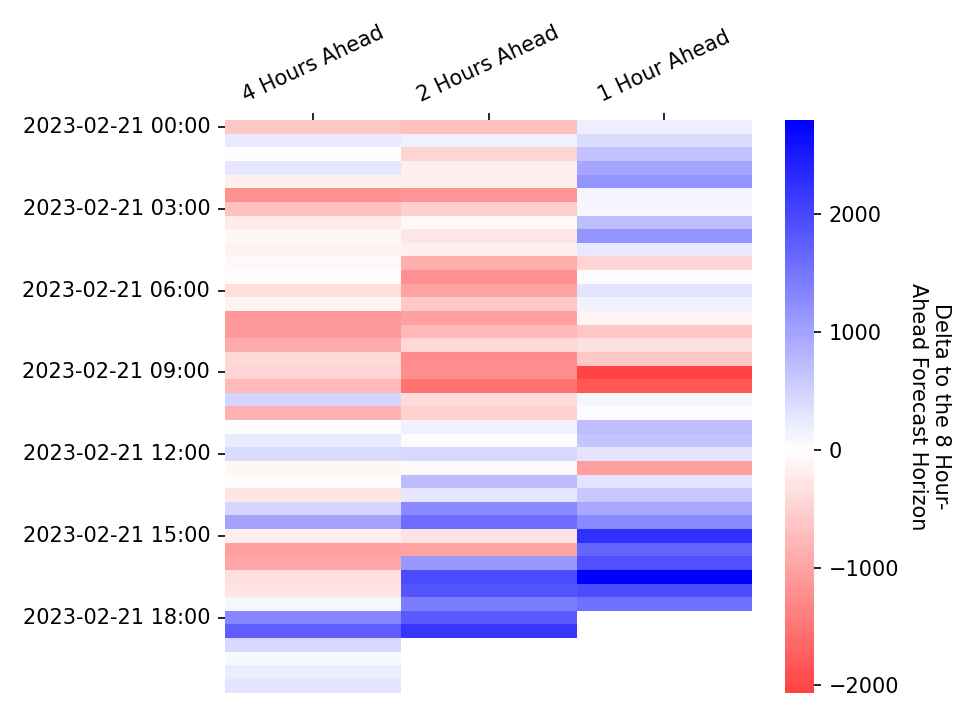 4 Hours Ahead
2 Hours Ahead
1 Hour Ahead
2023-02-21 00:00
2023-02-21 03:00
2023-02-21 06:00
2023-02-21 09:00
2023-02-21 12:00
2023-02-21 15:00
2023-02-21 18:00
2000
1000
0
−1000
−2000
Delta to the 8 Hour-
Ahead Forecast Horizon